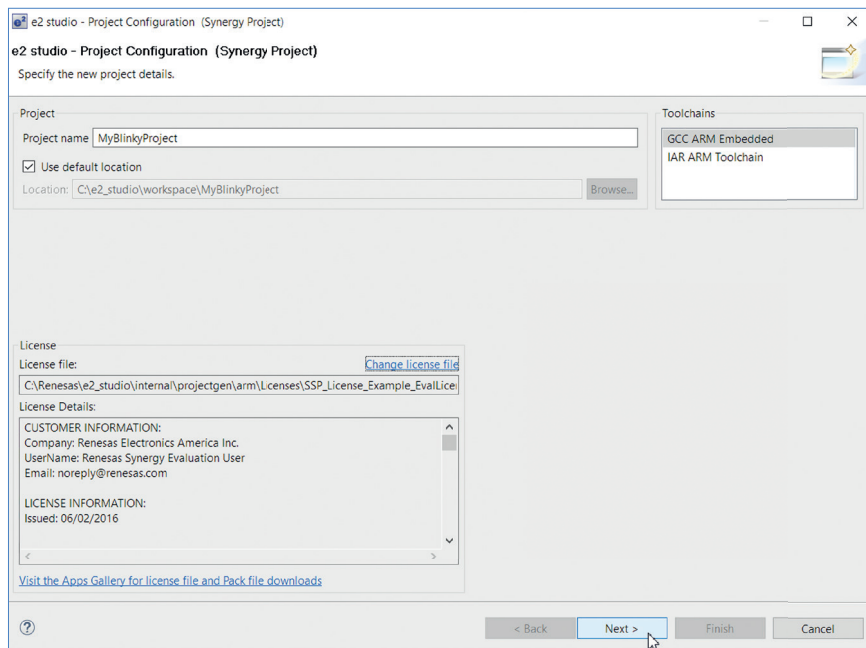 e2 studio - Project Configuration (Synergy Project)
e2 studio - Project Configuration (Synergy Project)
Specify the new project details.
Project
Project name MyBlinkyProject
Use default location
Location: C:\e2_studio\workspace\MyBlinkyProject Browse...
Toolchains
GCC ARM Embedded
IAR ARM Toolchain
License
License file: Change license file
C:\Renesas\e2_studio\internal\projectgen\arm\Licenses\SSP_License_Example_EvalLicen
License Details:
CUSTOMER INFORMATION:
Company: Renesas Electronics America Inc.
UserName: Renesas Synergy Evaluation User
Email: noreply@renesas.com
LICENSE INFORMATION:
Issued: 06/02/2016
Visit the Apps Gallery for license file and Pack file downloads
< Back Next > Finish Cancel